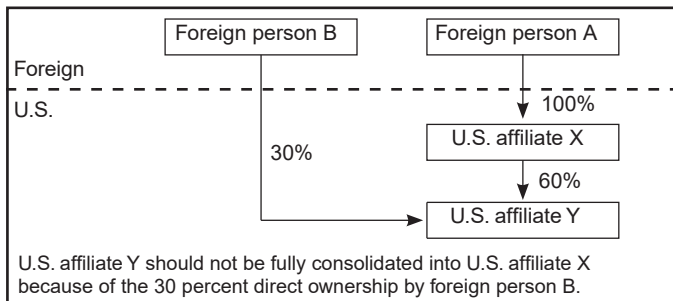 Foreign person B
Foreign person A
Foreign
U.S.
100%
U.S. affiliate X
30%
60%
U.S. affiliate Y
U.S. affiliate Y should not be fully consolidated into U.S. affiliate X
because of the 30 percent direct ownership by foreign person B.